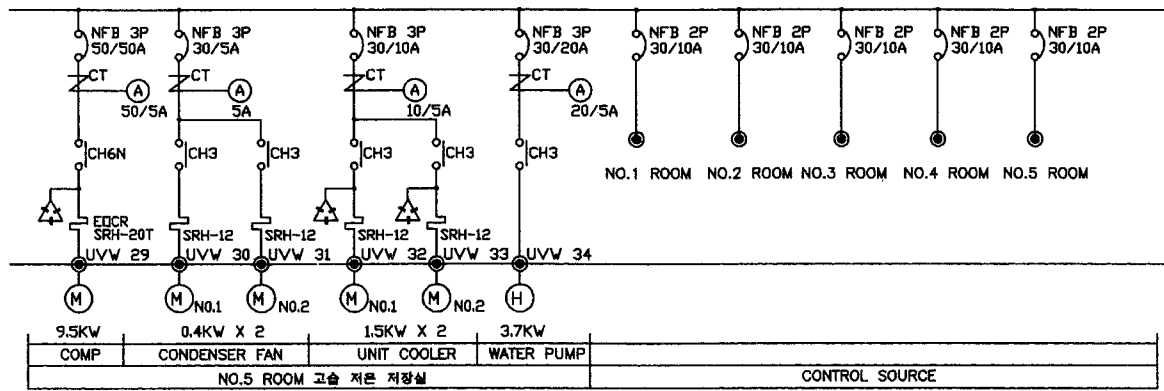 NFB 3P NFB 3P NFB 3P NFB 3P NFB 2P NFB 2P NFB 2P NFB 2P NFB 2P
50/50A 30/5A 30/10A 30/20A 30/10A 30/10A 30/10A 30/10A 30/10A
CT CT CT
A A A A
50/5A 5A 10/5A 20/5A
CH6N CH3 CH3 CH3 CH3 CH3
NO.1 ROOM NO.2 ROOM NO.3 ROOM NO.4 ROOM NO.5 ROOM
EOCR
SRH-20T SRH-12 SRH-12 SRH-12 SRH-12
UVW 29 UVW 30 UVW 31 UVW 32 UVW 33 UVW 34
M M NO.1 M NO.2 M NO.1 M NO.2 H
9.5KW 0.4KW X 2 1.5KW X 2 3.7KW
COMP CONDENSER FAN UNIT COOLER WATER PUMP
NO.5 ROOM 고습 저온 저장실 CONTROL SOURCE